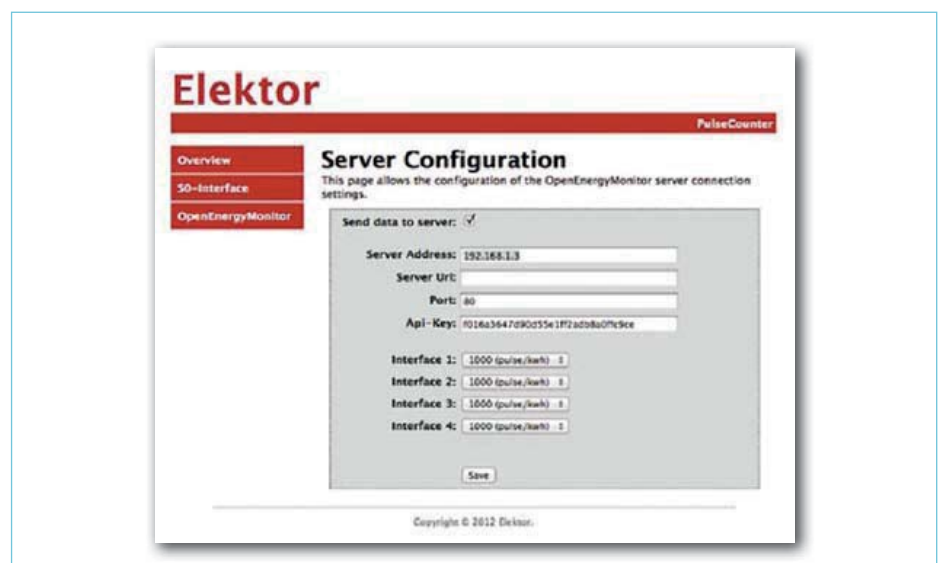 Elektor
PulseCounter
Overview
S0-Interface
OpenEnergyMonitor
Server Configuration
This page allows the configuration of the OpenEnergyMonitor server connection
settings.
Send data to server:
Server Address: 192.168.1.3
Server Url:
Port: 80
Api-Key:
Interface 1: 1000 (pulse/kwh)
Interface 2: 1000 (pulse/kwh)
Interface 3: 1000 (pulse/kwh)
Interface 4: 1000 (pulse/kwh)
Save
Copyright © 2012 Elektor.